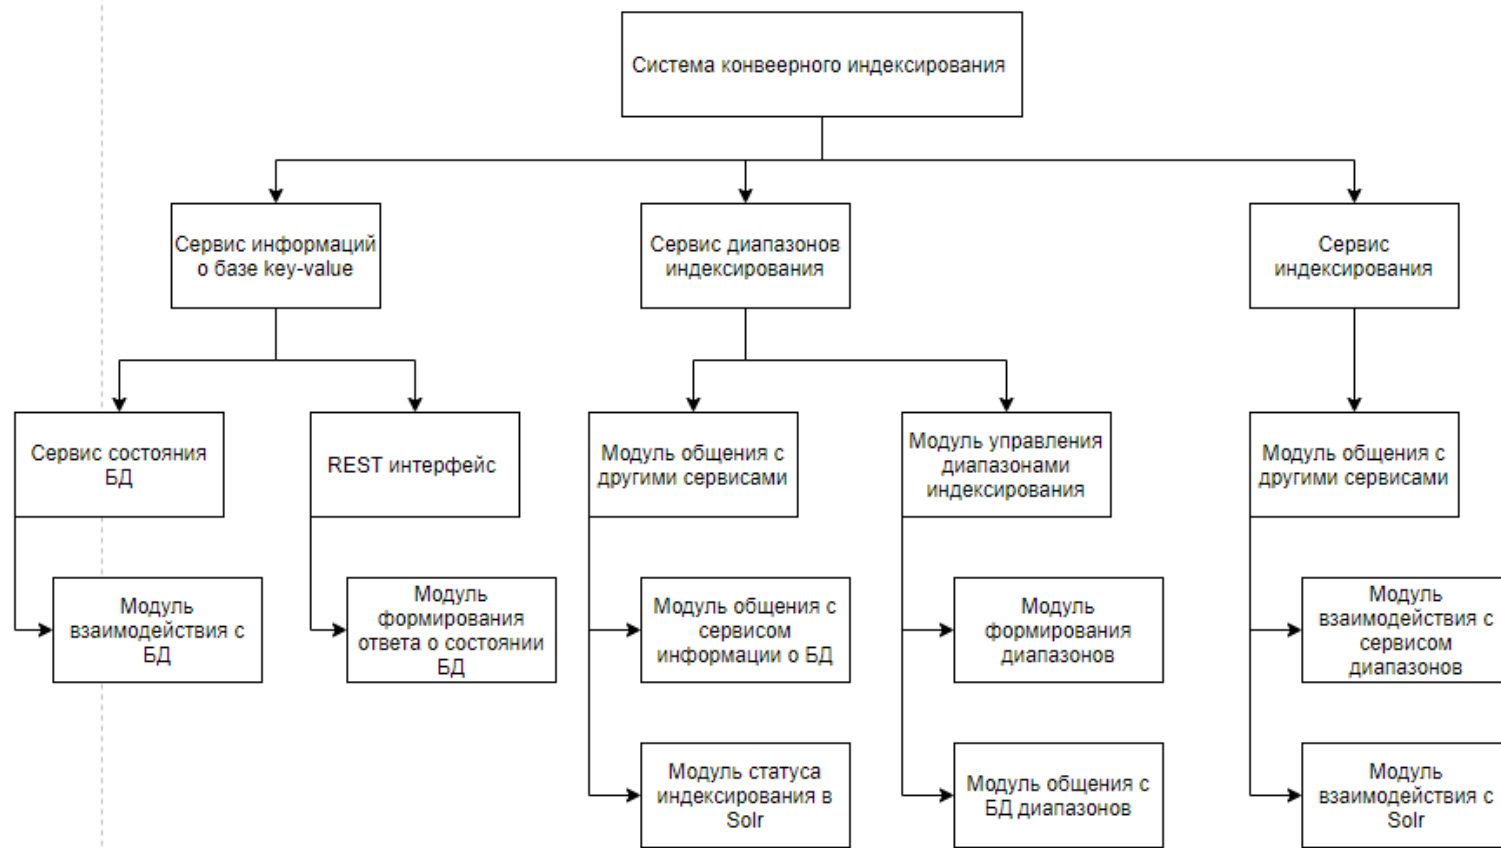 Система конвеерного индексирования
Сервис информаций
о базе key-value
Сервис диапазонов
индексирования
Сервис
индексирования
Сервис состояния
БД
REST интерфейс
Модуль общения с
другими сервисами
Модуль управления
диапазонами
индексирования
Модуль общения с
другими сервисами
Модуль
взаимодействия с
БД
Модуль
формирования
ответа о состоянии
БД
Модуль общения с
сервисом
информации о БД
Модуль
формирования
диапазонов
Модуль
взаимодействия с
сервисом
диапазонов
Модуль статуса
индексирования в
Solr
Модуль общения с
БД диапазонов
Модуль
взаимодействия с
Solr